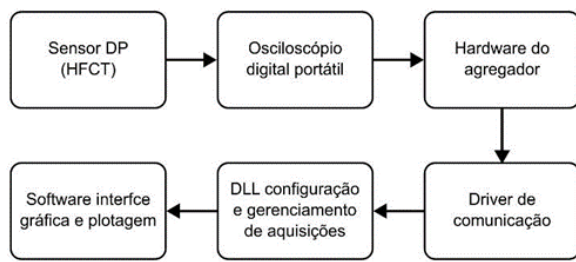 Sensor DP
(HFCT)
Osciloscópio
digital portátil
Hardware do
agregador
Software interfce
gráfica e plotagem
DLL configuração
e gerenciamento
de aquisições
Driver de
comunicação